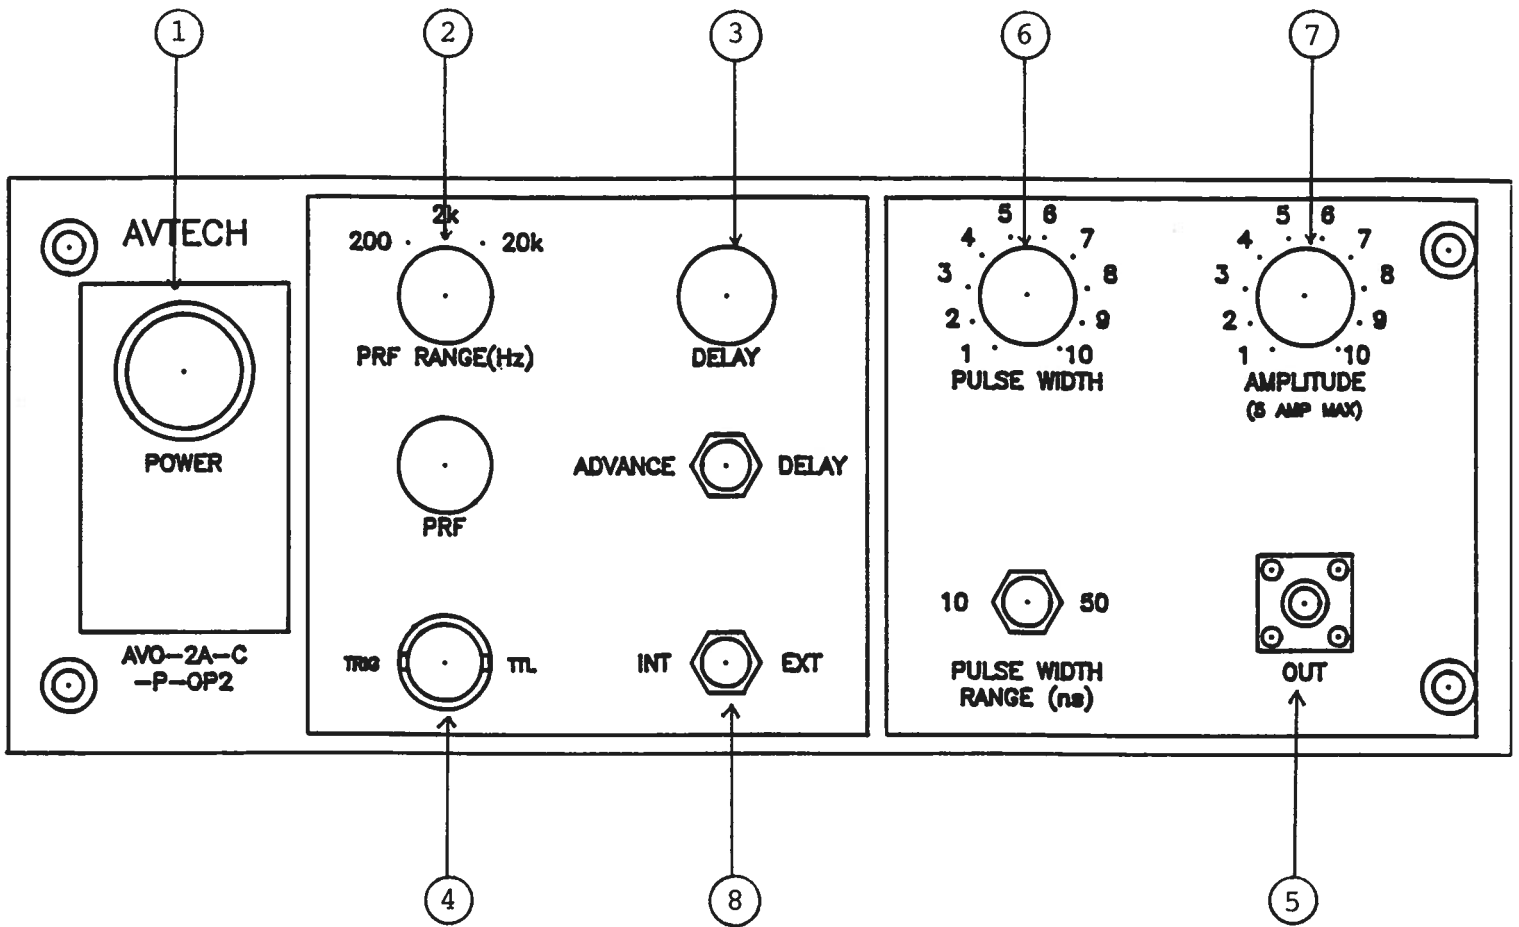 1
2
3
6
7
AVTECH
POWER
AVO-2A-C
-P-OP2
200
2k
20k
PRF RANGE(Hz)
DELAY
PRF
ADVANCE
DELAY
TRIG
TTL
INT
EXT
1
2
3
4
5
6
7
8
9
10
PULSE WIDTH
1
2
3
4
5
6
7
8
9
10
AMPLITUDE
(5 AMP MAX)
10
50
PULSE WIDTH
RANGE (ns)
OUT
4
8
5